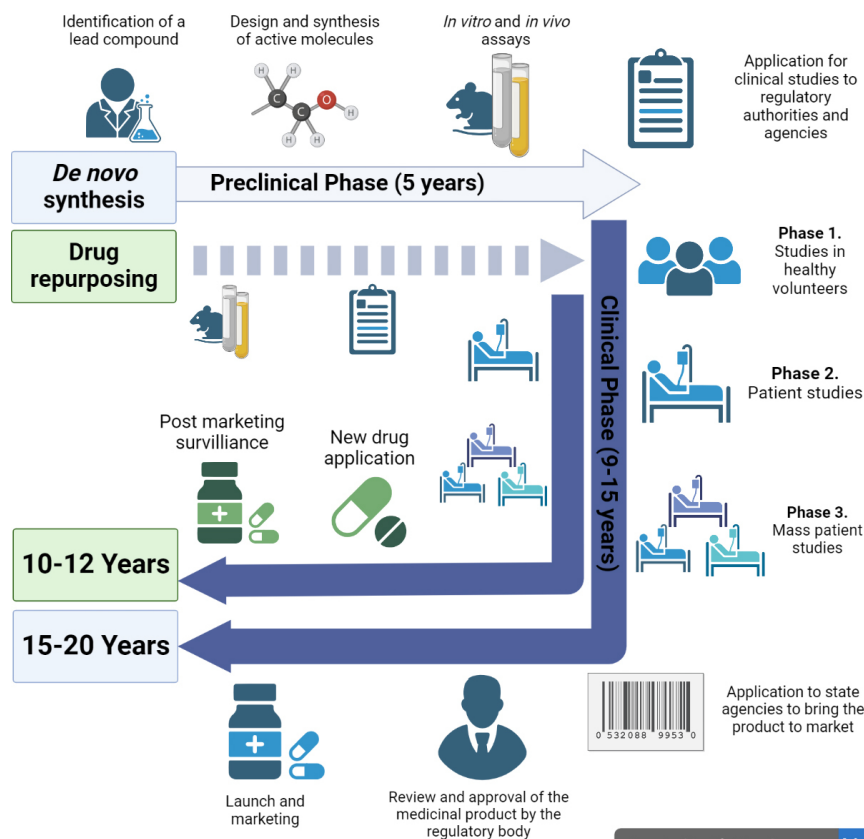 Identification of a
lead compound
Design and synthesis
of active molecules
In vitro and in vivo
assays
Application for
clinical studies to
regulatory
authorities and
agencies
H
H
C
C
O
H
H
H
De novo
synthesis
Preclinical Phase (5 years)
Drug
repurposing
Clinical Phase (9-15 years)
Phase 1.
Studies in
healthy
volunteers
Phase 2.
Patient studies
Phase 3.
Mass patient
studies
Post marketing
survilliance
New drug
application
10-12 Years
15-20 Years
0 532088 9953 0
Application to state
agencies to bring the
product to market
Launch and
marketing
Review and approval of the
medicinal product by the
regulatory body